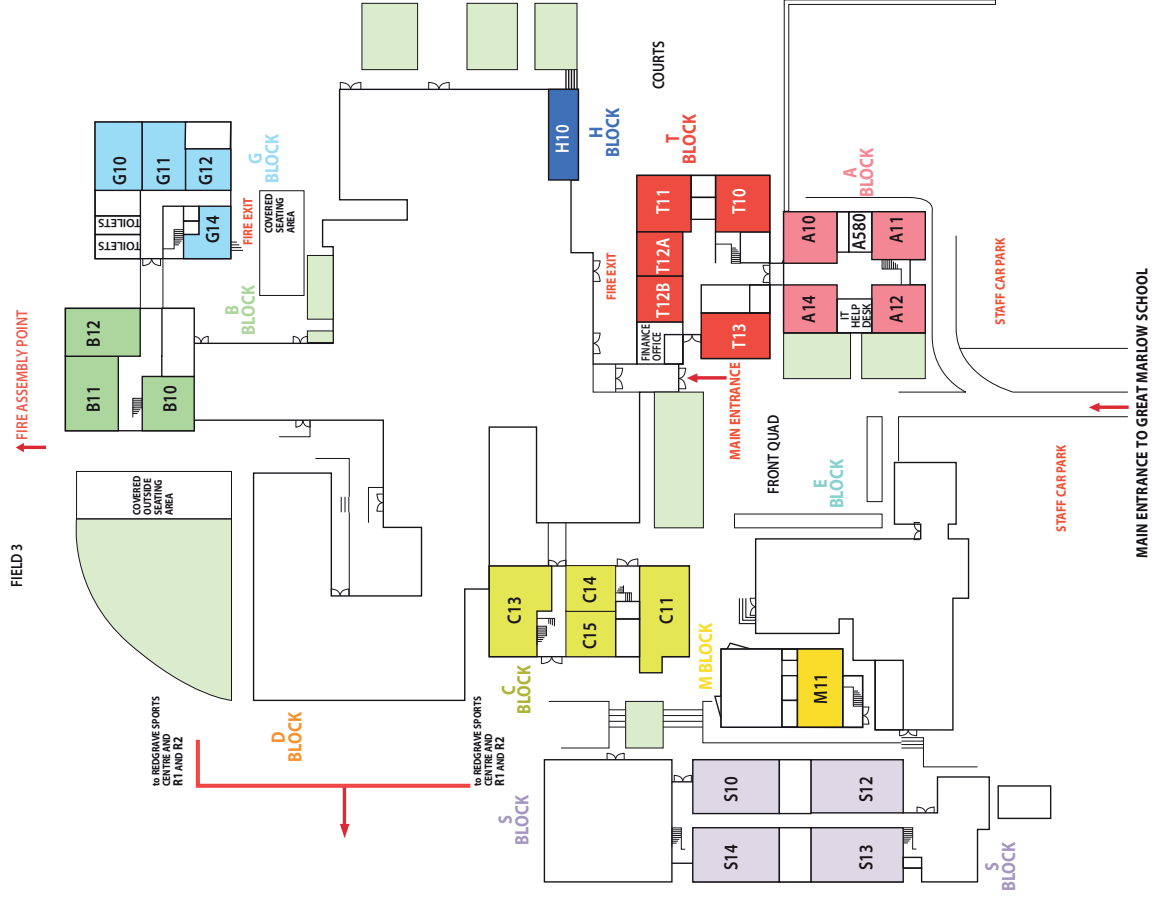 FIELD 3
FIRE ASSEMBLY POINT
COVERED
OUTSIDE
SEATING
AREA
B11
B12
B10
B
BLOCK
G10
G11
G12
G14
TOILETS
TOILETS
G
BLOCK
FIRE EXIT
COVERED
SEATING
AREA
COURTS
H10
H
BLOCK
T
BLOCK
T11
T10
T12A
T12B
T13
FINANCE
OFFICE
FIRE EXIT
MAIN ENTRANCE
A
BLOCK
A10
A580
A11
A14
IT
HELP
DESK
A12
STAFF CAR PARK
FRONT QUAD
E
BLOCK
STAFF CAR PARK
MAIN ENTRANCE TO GREAT MARLOW SCHOOL
D
BLOCK
to REDGRAVE SPORTS
CENTRE AND
R1 AND R2
to REDGRAVE SPORTS
CENTRE AND
R1 AND R2
C
BLOCK
C13
C14
C15
C11
M BLOCK
M11
S
BLOCK
S10
S12
S14
S13
S
BLOCK